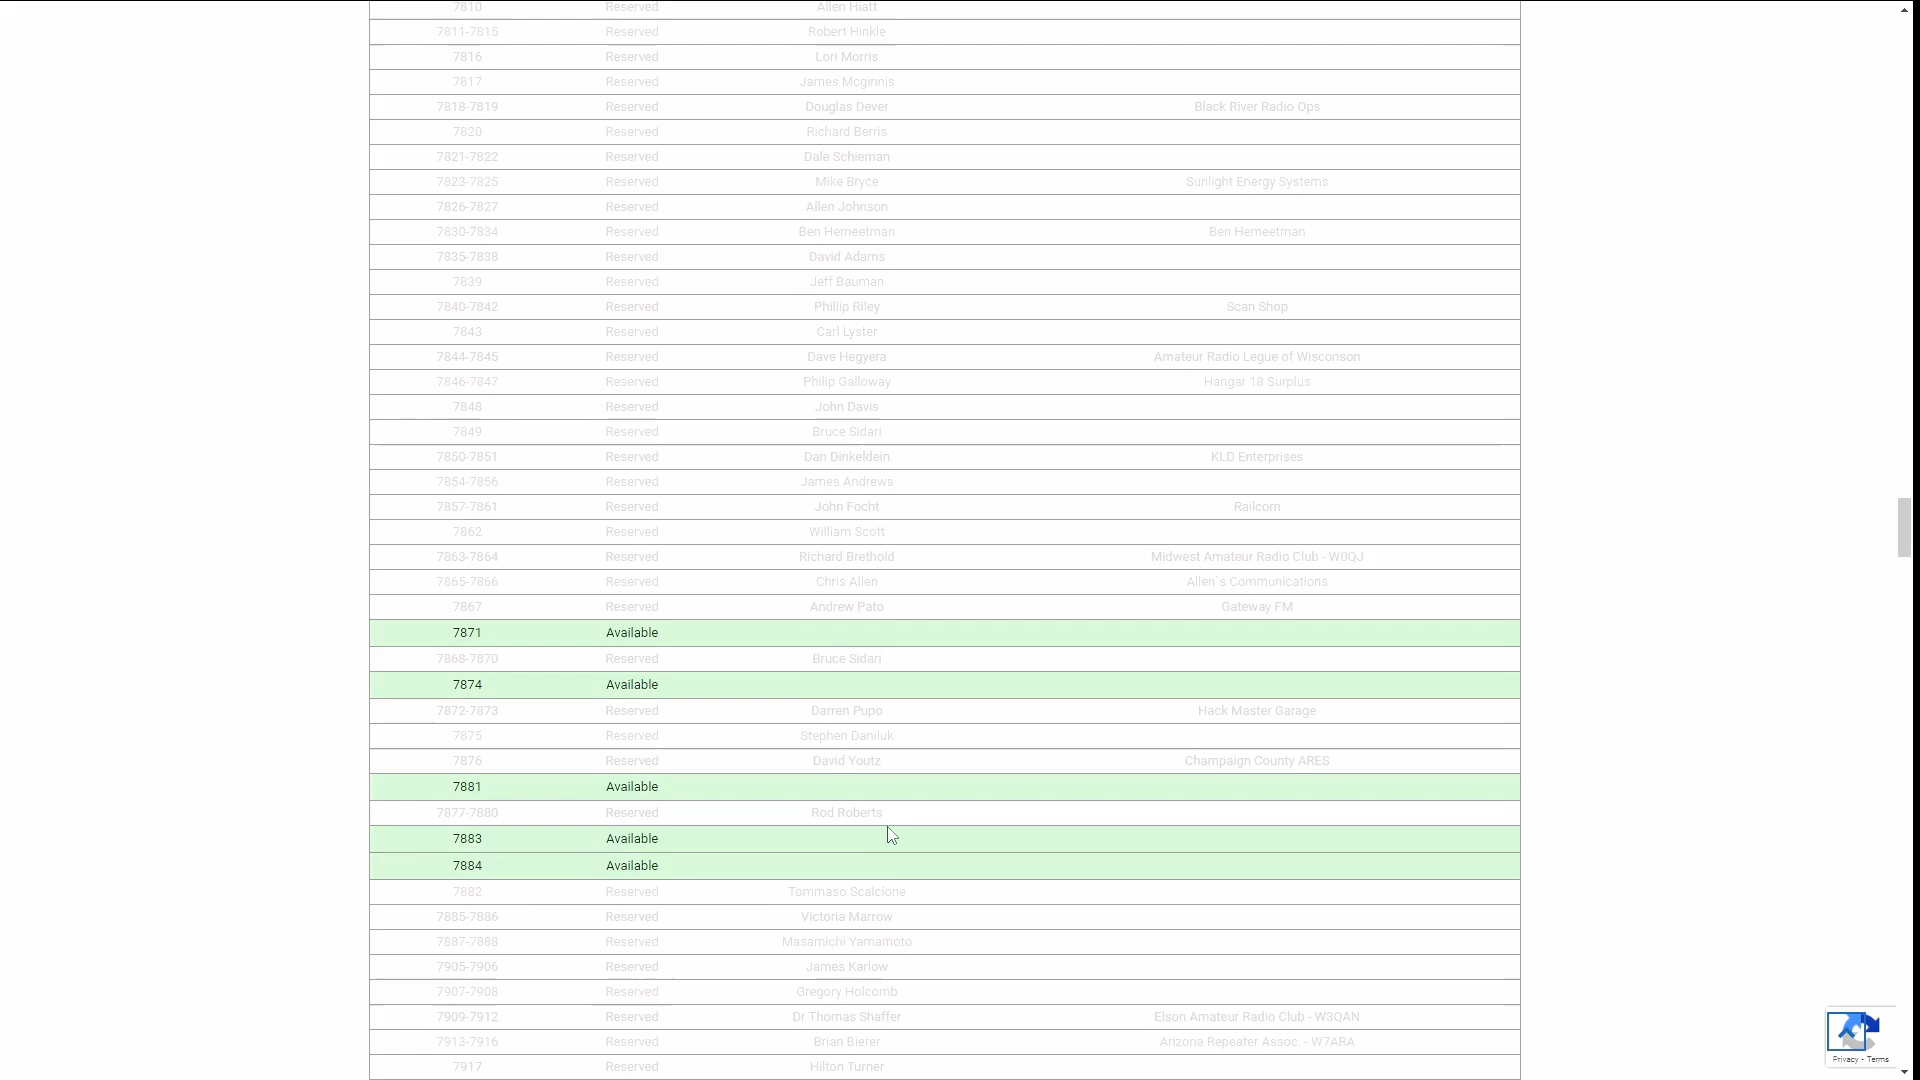 7810 Reserved Allen Hiatt
7811-7815 Reserved Robert Hinkle
7816 Reserved Lori Morris
7817 Reserved James Mcginnis
7818-7819 Reserved Douglas Dever Black River Radio Ops
7820 Reserved Richard Berris
7821-7822 Reserved Dale Schieman
7823-7825 Reserved Mike Bryce Sunlight Energy Systems
7826-7827 Reserved Allen Johnson
7830-7834 Reserved Ben Hemeetman Ben Hemeetman
7835-7838 Reserved David Adams
7839 Reserved Jeff Bauman
7840-7842 Reserved Phillip Riley Scan Shop
7843 Reserved Carl Lyster
7844-7845 Reserved Dave Hegyera Amateur Radio Legue of Wisconson
7846-7847 Reserved Philip Galloway Hangar 18 Surplus
7848 Reserved John Davis
7849 Reserved Bruce Sidari
7850-7851 Reserved Dan Dinkeldein KLD Enterprises
7854-7856 Reserved James Andrews
7857-7861 Reserved John Focht Railcom
7862 Reserved William Scott
7863-7864 Reserved Richard Brethold Midwest Amateur Radio Club - W0QJ
7865-7866 Reserved Chris Allen Allen`s Communications
7867 Reserved Andrew Pato Gateway FM
7871 Available
7868-7870 Reserved Bruce Sidari
7874 Available
7872-7873 Reserved Darren Pupo Hack Master Garage
7875 Reserved Stephen Daniluk
7876 Reserved David Youtz Champaign County ARES
7881 Available
7877-7880 Reserved Rod Roberts
7883 Available
7884 Available
7882 Reserved Tommaso Scalcione
7885-7886 Reserved Victoria Marrow
7887-7888 Reserved Masamichi Yamamoto
7905-7906 Reserved James Karlow
7907-7908 Reserved Gregory Holcomb
7909-7912 Reserved Dr Thomas Shaffer Elson Amateur Radio Club - W3QAN
7913-7916 Reserved Brian Bierer Arizona Repeater Assoc. - W7ARA
7917 Reserved Hilton Turner
Privacy - Terms